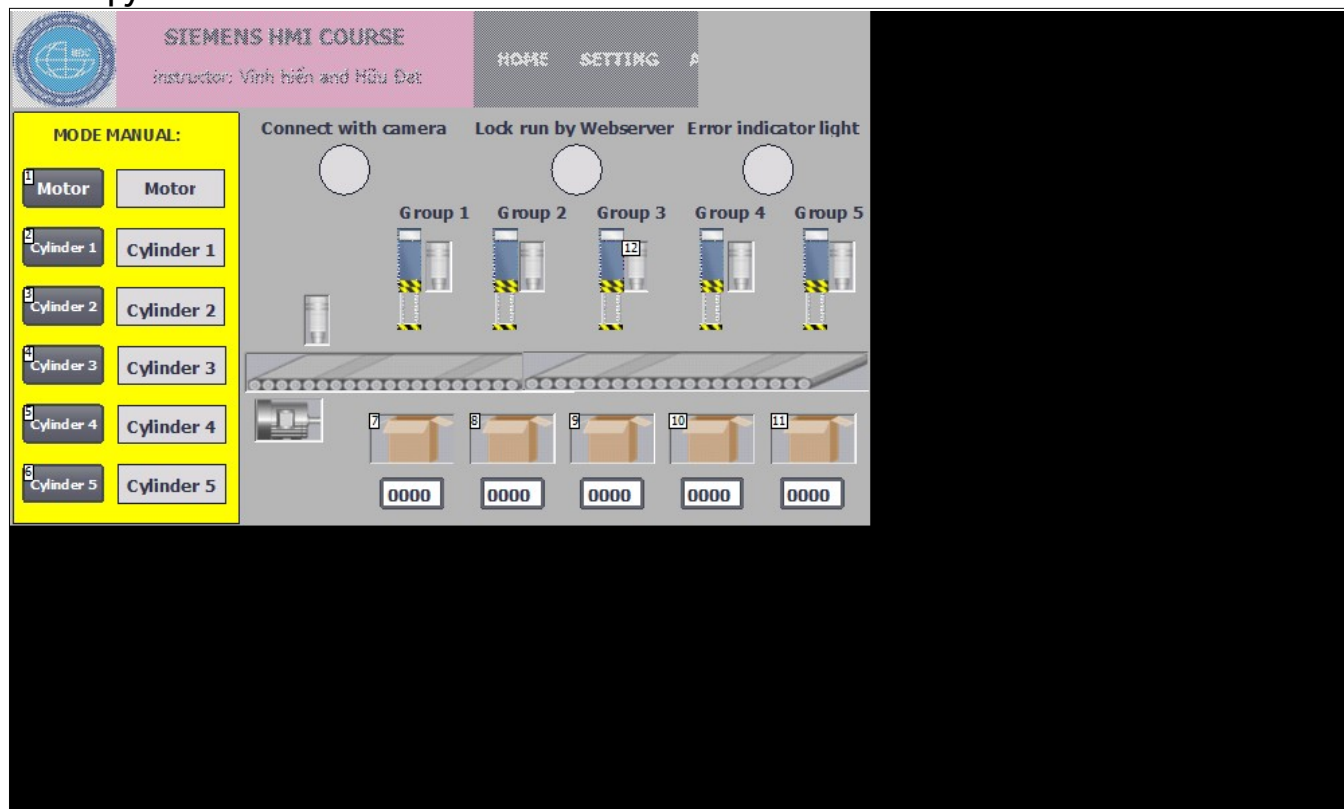 SIEMENS HMI COURSE
instructor: Vinh hiển and Hữu Đạt
HOME SETTING
MODE MANUAL:
Connect with camera Lock run by Webserver Error indicator light
1 Motor Motor
Group 1 Group 2 Group 3 Group 4 Group 5
2 Cylinder 1 Cylinder 1
12
3 Cylinder 2 Cylinder 2
4 Cylinder 3 Cylinder 3
5 Cylinder 4 Cylinder 4
7 8 9 10 11
6 Cylinder 5 Cylinder 5
0000 0000 0000 0000 0000